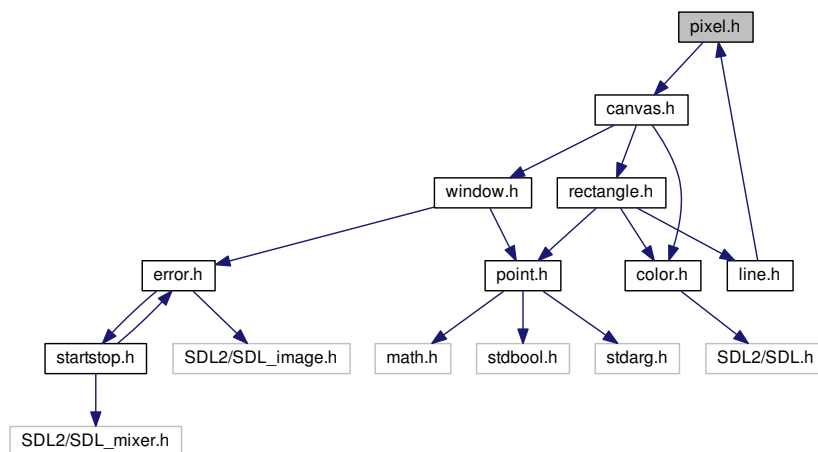 pixel.h
canvas.h
window.h
rectangle.h
error.h
point.h
color.h
line.h
startstop.h
SDL2/SDL_image.h
math.h
stdbool.h
stdarg.h
SDL2/SDL.h
SDL2/SDL_mixer.h